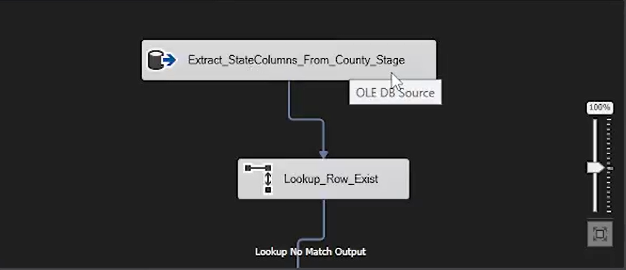 Extract_StateColumns_From_County_Stage
OLE DB Source
100%
Lookup_Row_Exist
Lookup No Match Output